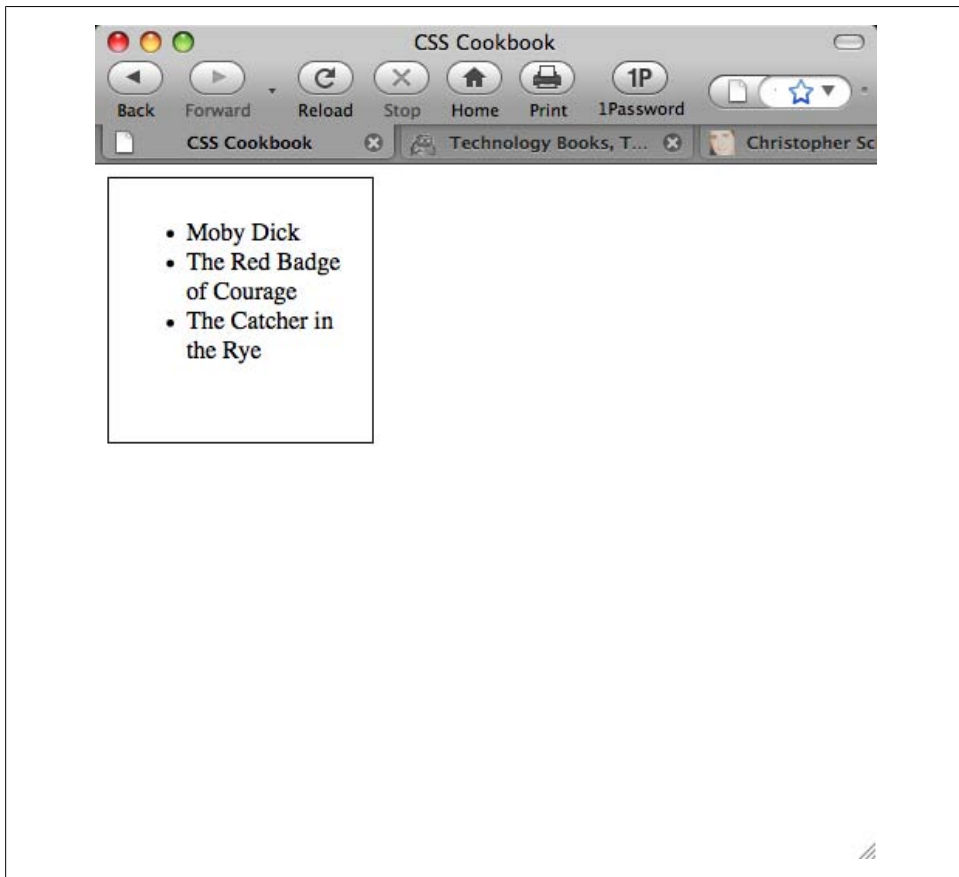 CSS Cookbook
1P
Back Forward Reload Stop Home Print 1Password
CSS Cookbook Technology Books, T... Christopher Sc
• Moby Dick
• The Red Badge
of Courage
• The Catcher in
the Rye